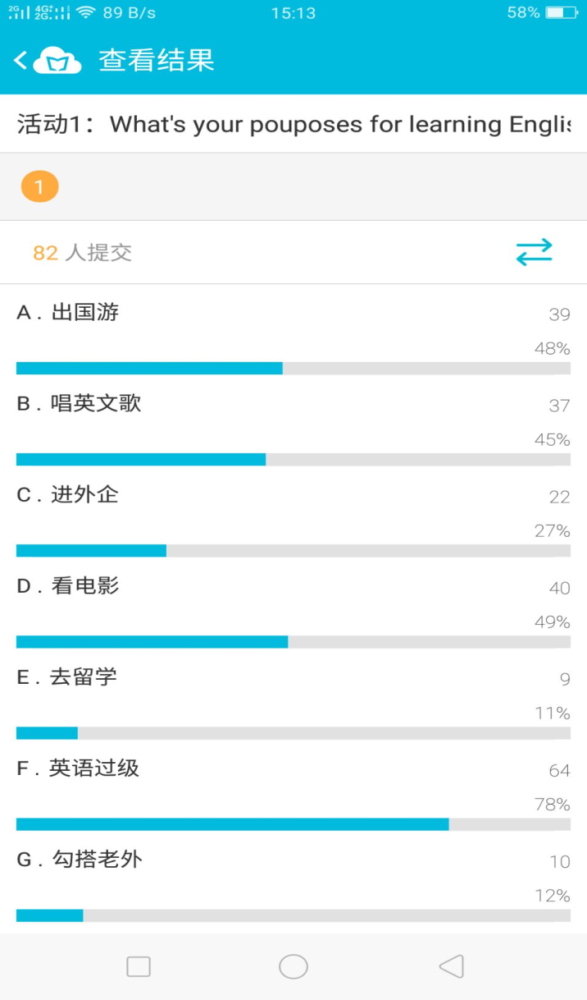 2G 4G+ 2G 89 B/s 15:13 58%
查看结果
活动1：What's your pouposes for learning Englis
1
82 人提交
A . 出国游 39
48%
B . 唱英文歌 37
45%
C . 进外企 22
27%
D . 看电影 40
49%
E . 去留学 9
11%
F . 英语过级 64
78%
G . 勾搭老外 10
12%